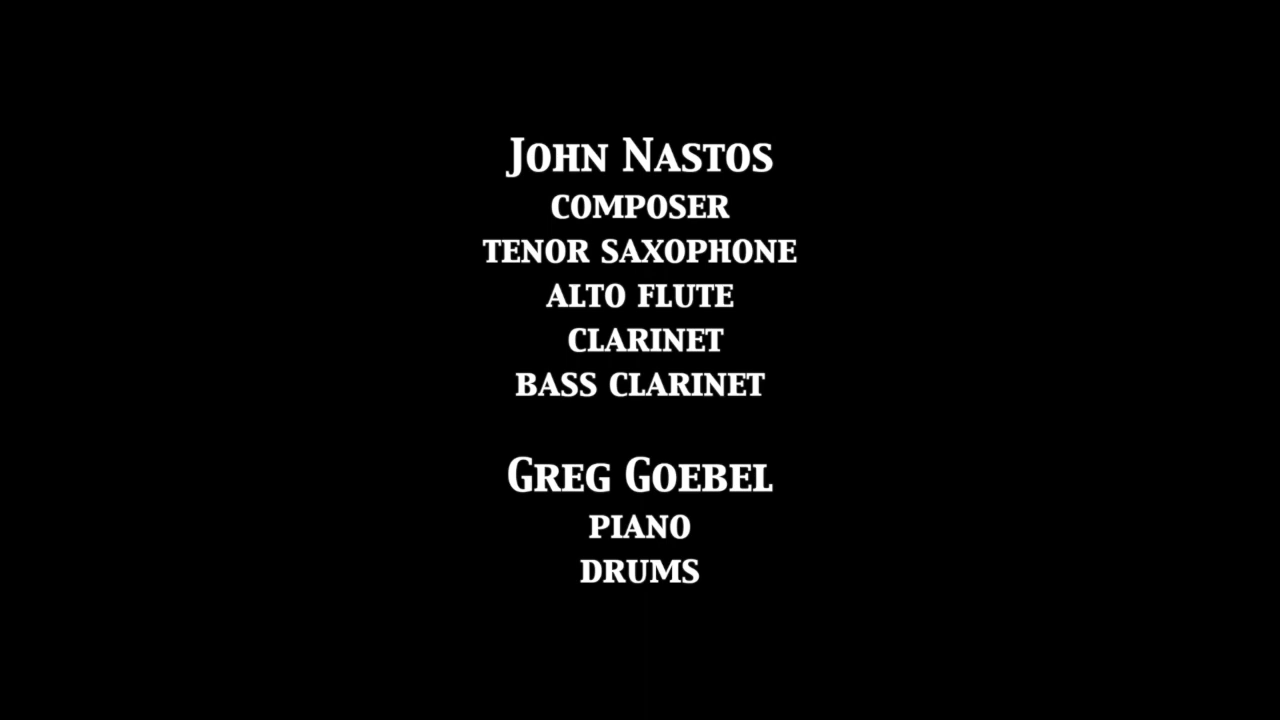 John Nastos
composer
tenor saxophone
alto flute
clarinet
bass clarinet
Greg Goebel
piano
drums